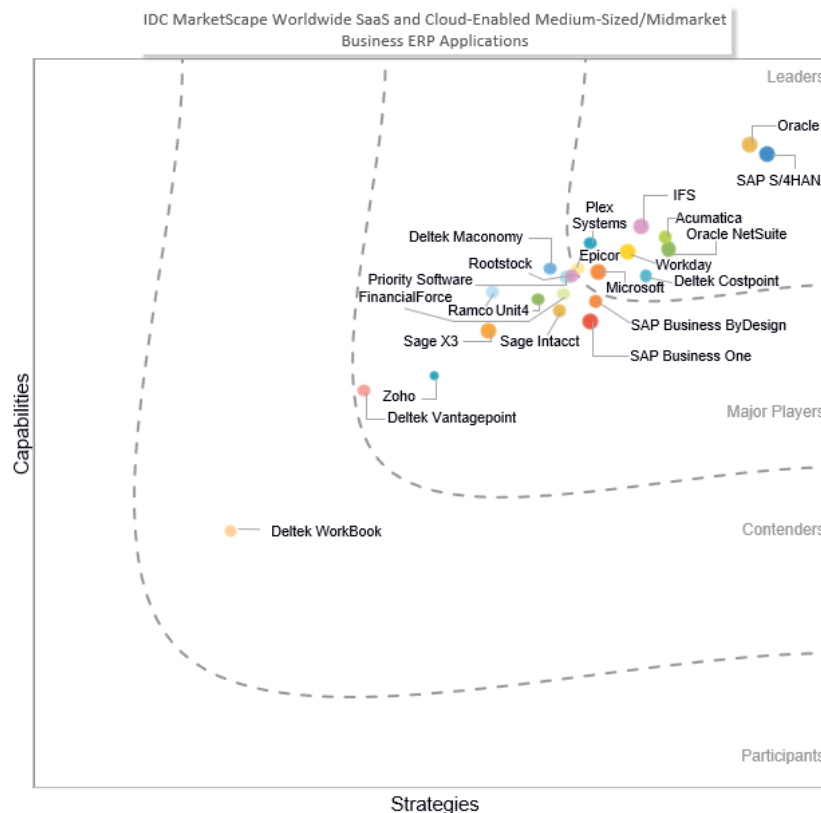 IDC MarketScape Worldwide SaaS and Cloud-Enabled Medium-Sized/Midmarket
Business ERP Applications
Leaders
Oracle
SAP S/4HAN
IFS
Plex
Systems
Acumatica
Oracle NetSuite
Deltek Maconomy
Epicor
Workday
Rootstock
Deltek Costpoint
Priority Software
Microsoft
FinancialForce
Ramco
Unit4
SAP Business ByDesign
Sage X3
Sage Intacct
SAP Business One
Zoho
Deltek Vantagepoint
Major Players
Capabilities
Contenders
Deltek WorkBook
Participants
Strategies